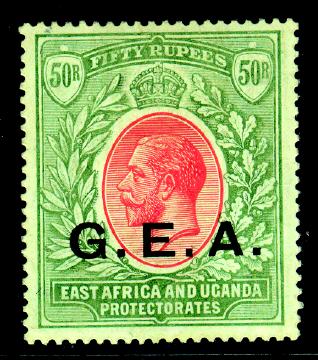 FIFTY RUPEES
50R 50R
G.E.A.
EAST AFRICA AND UGANDA
PROTECTORATES